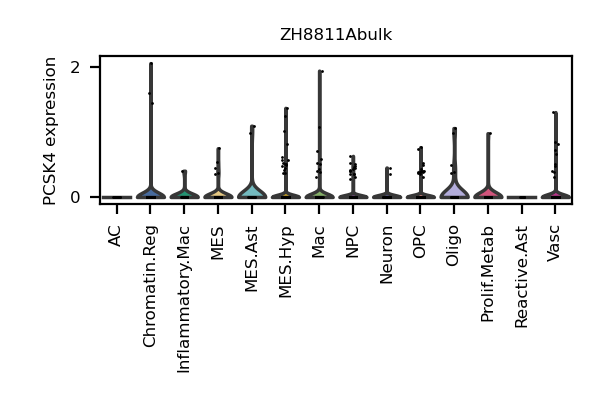 ZH8811Abulk
PCSK4 expression
2
0
AC
Chromatin.Reg
Inflammatory.Mac
MES
MES.Ast
MES.Hyp
Mac
NPC
Neuron
OPC
Oligo
Prolif.Metab
Reactive.Ast
Vasc